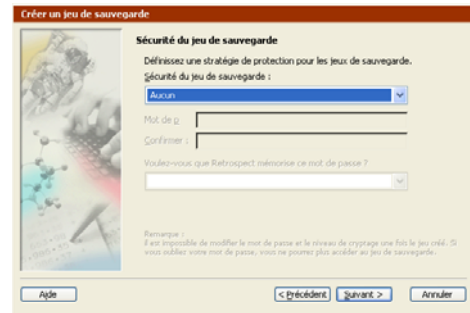 Créer un jeu de sauvegarde
Sécurité du jeu de sauvegarde
Définissez une stratégie de protection pour les jeux de sauvegarde.
Sécurité du jeu de sauvegarde :
Aucun
Mot de p
Confirmer :
Voulez-vous que Retrospect mémorise ce mot de passe ?
Remarque :
Il est impossible de modifier le mot de passe et le niveau de cryptage une fois le jeu créé. Si
vous oubliez votre mot de passe, vous ne pourrez plus accéder au jeu de sauvegarde.
Aide
< Précédent
Suivant >
Annuler